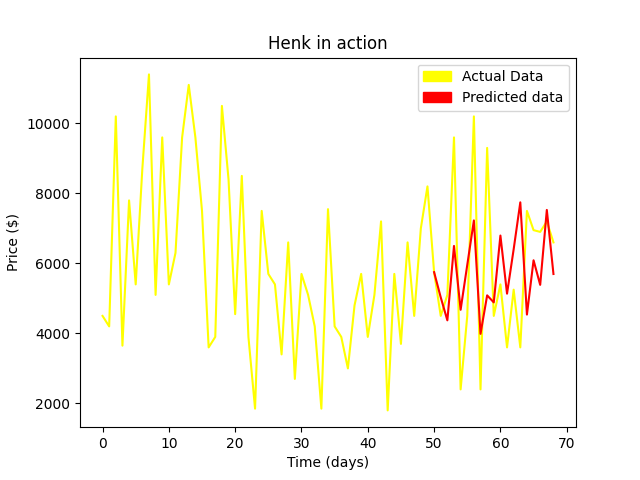 Henk in action
Actual Data
Predicted data
Price ($)
10000
8000
6000
4000
2000
0 10 20 30 40 50 60 70
Time (days)